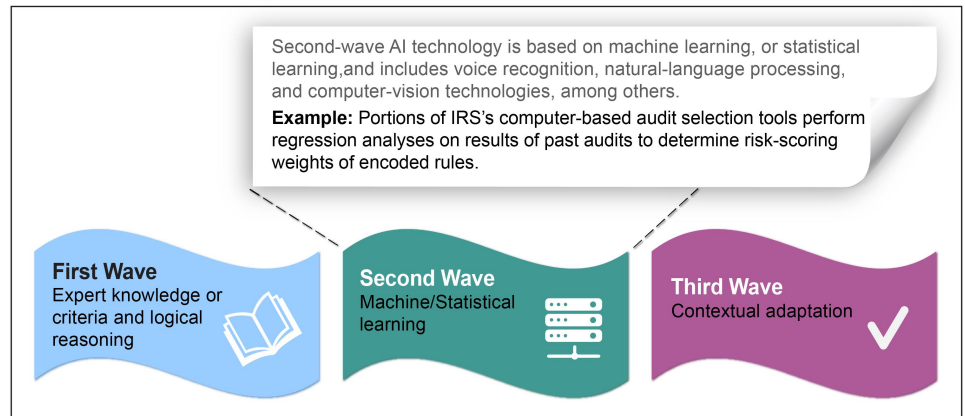 Second-wave AI technology is based on machine learning, or statistical
learning,and includes voice recognition, natural-language processing,
and computer-vision technologies, among others.
Example: Portions of IRS’s computer-based audit selection tools perform
regression analyses on results of past audits to determine risk-scoring
weights of encoded rules.
First Wave
Expert knowledge or
criteria and logical
reasoning
Second Wave
Machine/Statistical
learning
Third Wave
Contextual adaptation